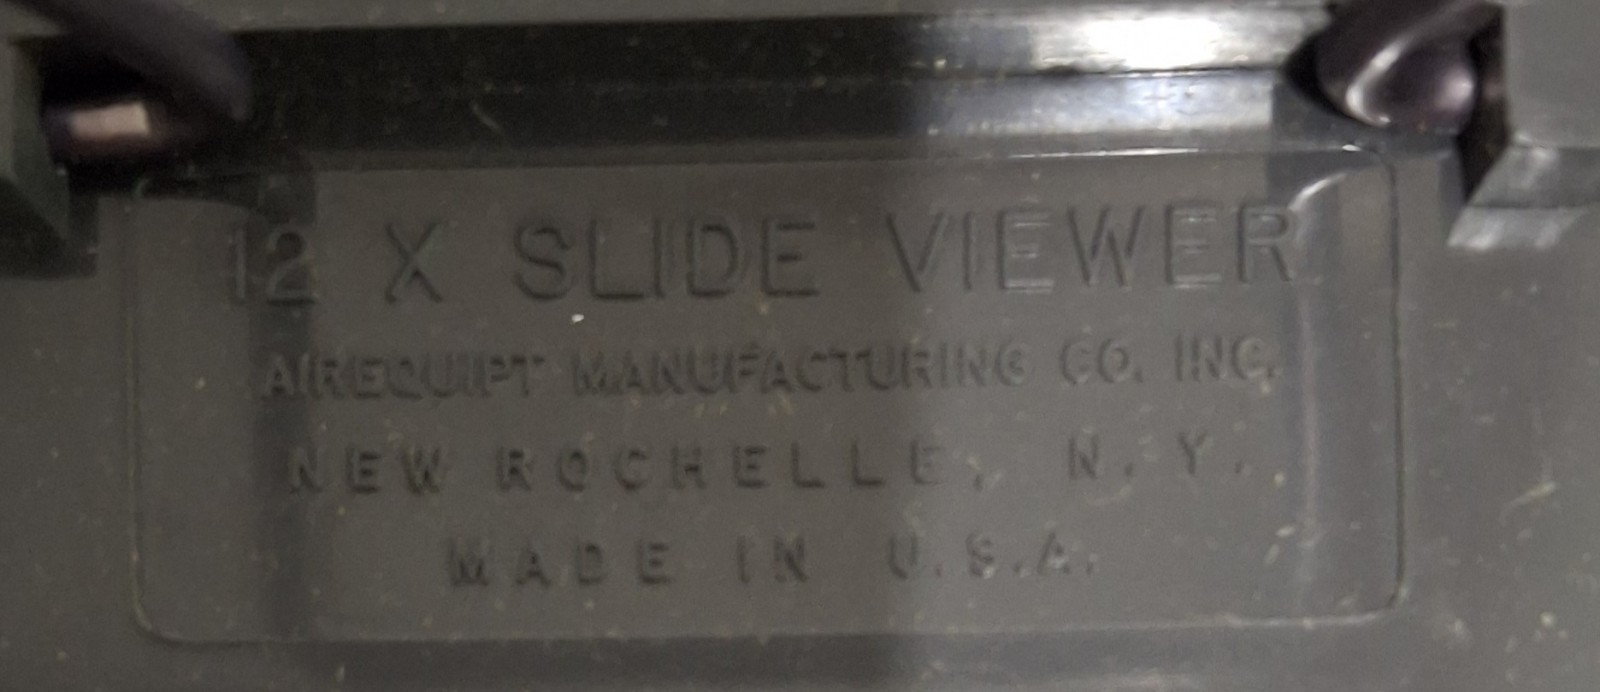 12 X SLIDE VIEWER
AIREQUIPT MANUFACTURING CO. INC.
NEW ROCHELLE, N. Y.
MADE IN U.S.A.